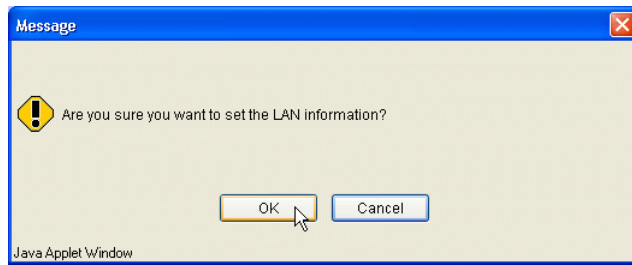 Message
Are you sure you want to set the LAN information?
OK Cancel
Java Applet Window